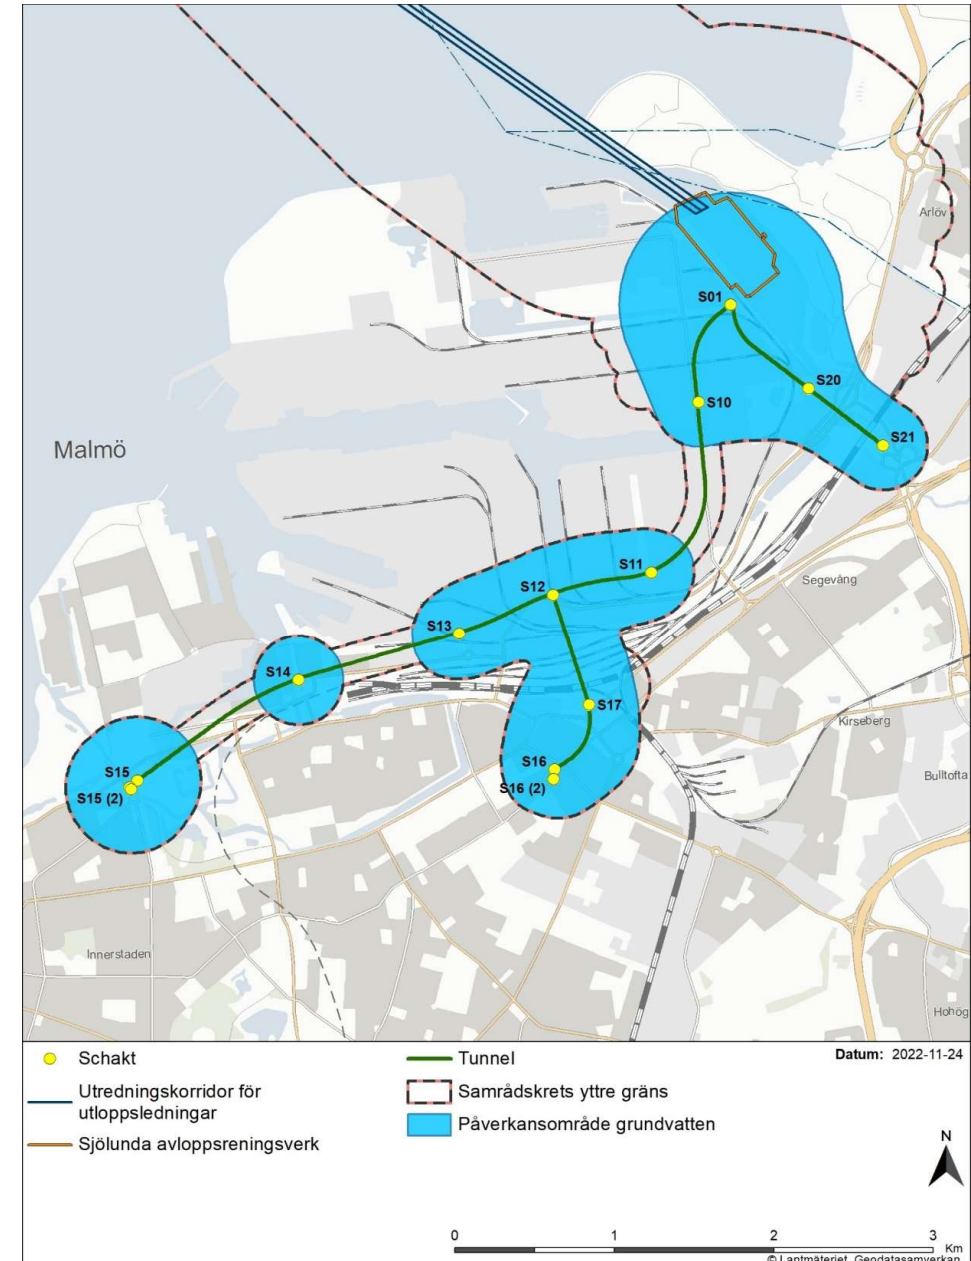 Arlöv
S01
S20
S10
S21
Malmö
S11
S12
Segevång
S13
S14
S17
Kirseberg
S16
S15
S16 (2)
Bulltofta
S15 (2)
Innerstaden
Hohög
Schakt
Utredningskorridor för
utloppsledningar
Sjölunda avloppsreningsverk
Tunnel
Samrådskrets yttre gräns
Påverkansområde grundvatten
Datum: 2022-11-24
N
0 1 2 3
Km
© Lantmäteriet, Geodatasamverkan